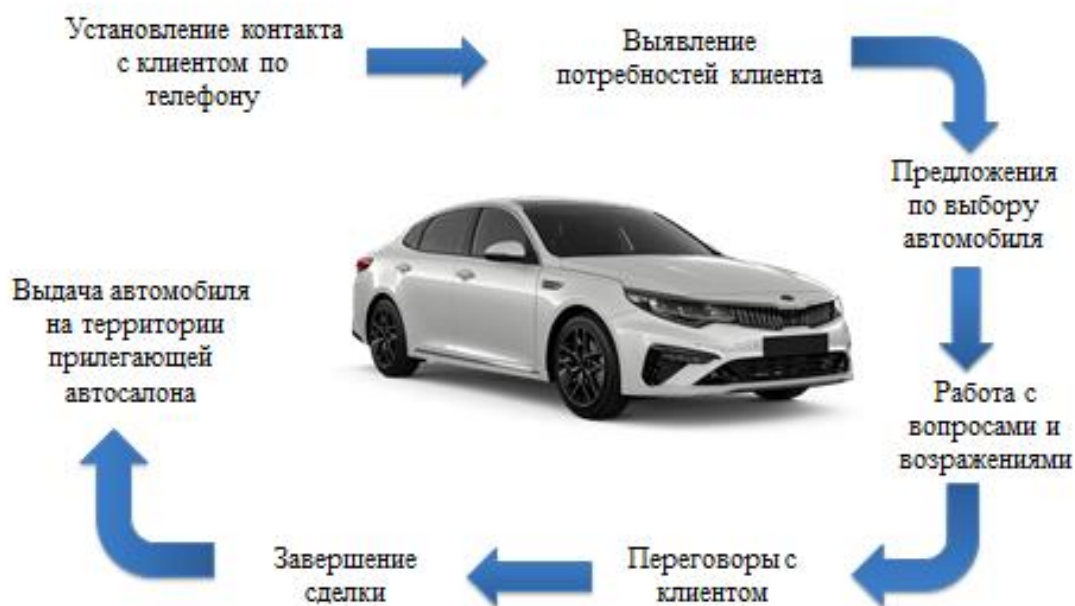 Установление контакта
с клиентом по
телефону
Выявление
потребностей клиента
Предложения
по выбору
автомобиля
Работа с
вопросами и
возражениями
Переговоры с
клиентом
Завершение
сделки
Выдача автомобиля
на территории
прилегающей
автосалона